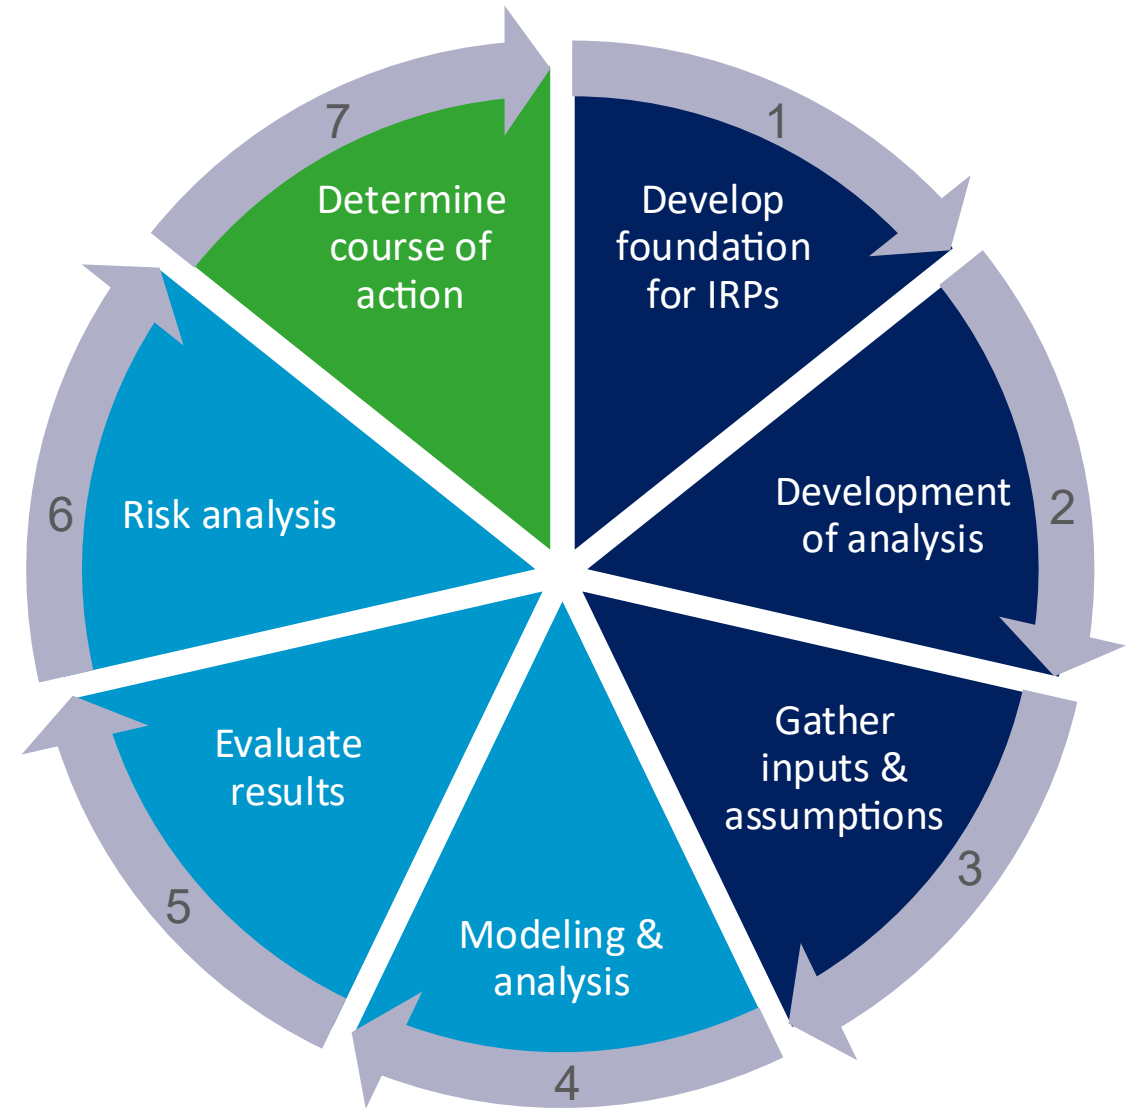 1
Develop
foundation
for IRPs
2
Development
of analysis
3
Gather
inputs &
assumptions
4
Modeling &
analysis
5
Evaluate
results
6
Risk analysis
7
Determine
course of
action